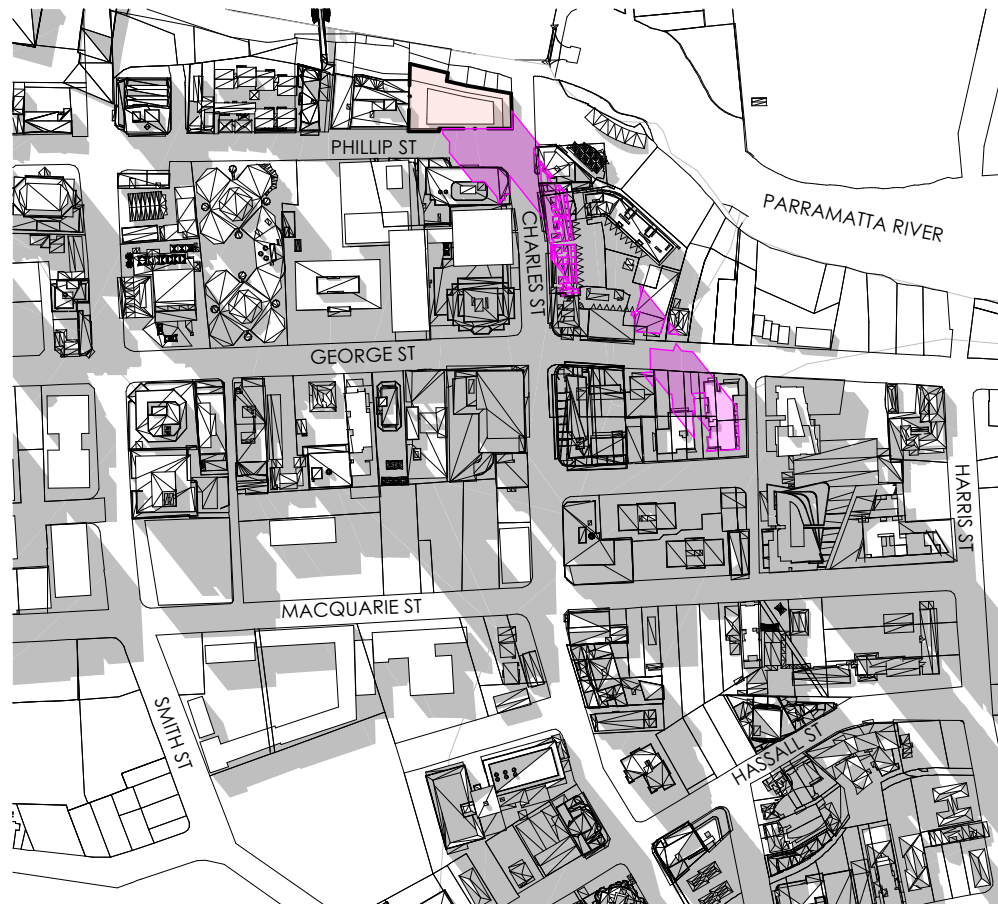 PHILLIP ST
PARRAMATTA RIVER
CHARLES ST
GEORGE ST
HARRIS ST
MACQUARIE ST
SMITH ST
HASSALL ST